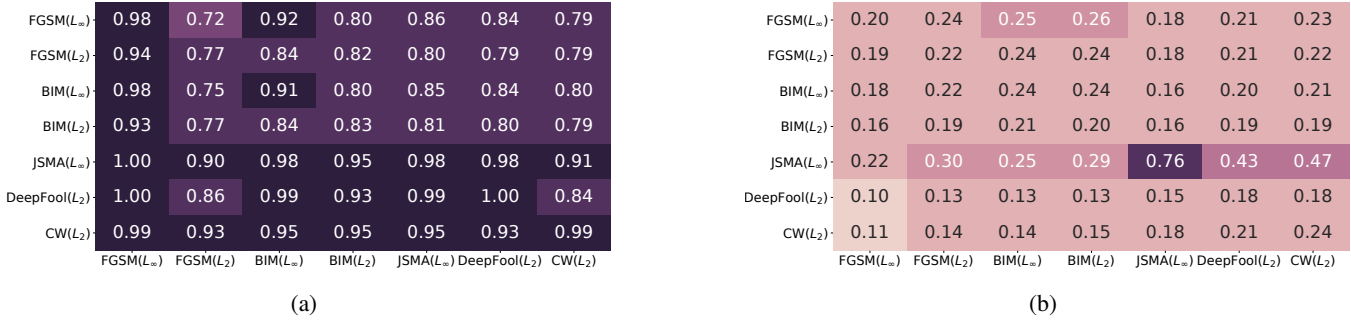 FGSM(L∞) 0.98 0.72 0.92 0.80 0.86 0.84 0.79
FGSM(L2) 0.94 0.77 0.84 0.82 0.80 0.79 0.79
BIM(L∞) 0.98 0.75 0.91 0.80 0.85 0.84 0.80
BIM(L2) 0.93 0.77 0.84 0.83 0.81 0.80 0.79
JSMA(L∞) 1.00 0.90 0.98 0.95 0.98 0.98 0.91
DeepFool(L2) 1.00 0.86 0.99 0.93 0.99 1.00 0.84
CW(L2) 0.99 0.93 0.95 0.95 0.95 0.93 0.99
FGSM(L∞) FGSM(L2) BIM(L∞) BIM(L2) JSMA(L∞) DeepFool(L2) CW(L2)
(a)
FGSM(L∞) 0.20 0.24 0.25 0.26 0.18 0.21 0.23
FGSM(L2) 0.19 0.22 0.24 0.24 0.18 0.21 0.22
BIM(L∞) 0.18 0.22 0.24 0.24 0.16 0.20 0.21
BIM(L2) 0.16 0.19 0.21 0.20 0.16 0.19 0.19
JSMA(L∞) 0.22 0.30 0.25 0.29 0.76 0.43 0.47
DeepFool(L2) 0.10 0.13 0.13 0.13 0.15 0.18 0.18
CW(L2) 0.11 0.14 0.14 0.15 0.18 0.21 0.24
FGSM(L∞) FGSM(L2) BIM(L∞) BIM(L2) JSMA(L∞) DeepFool(L2) CW(L2)
(b)